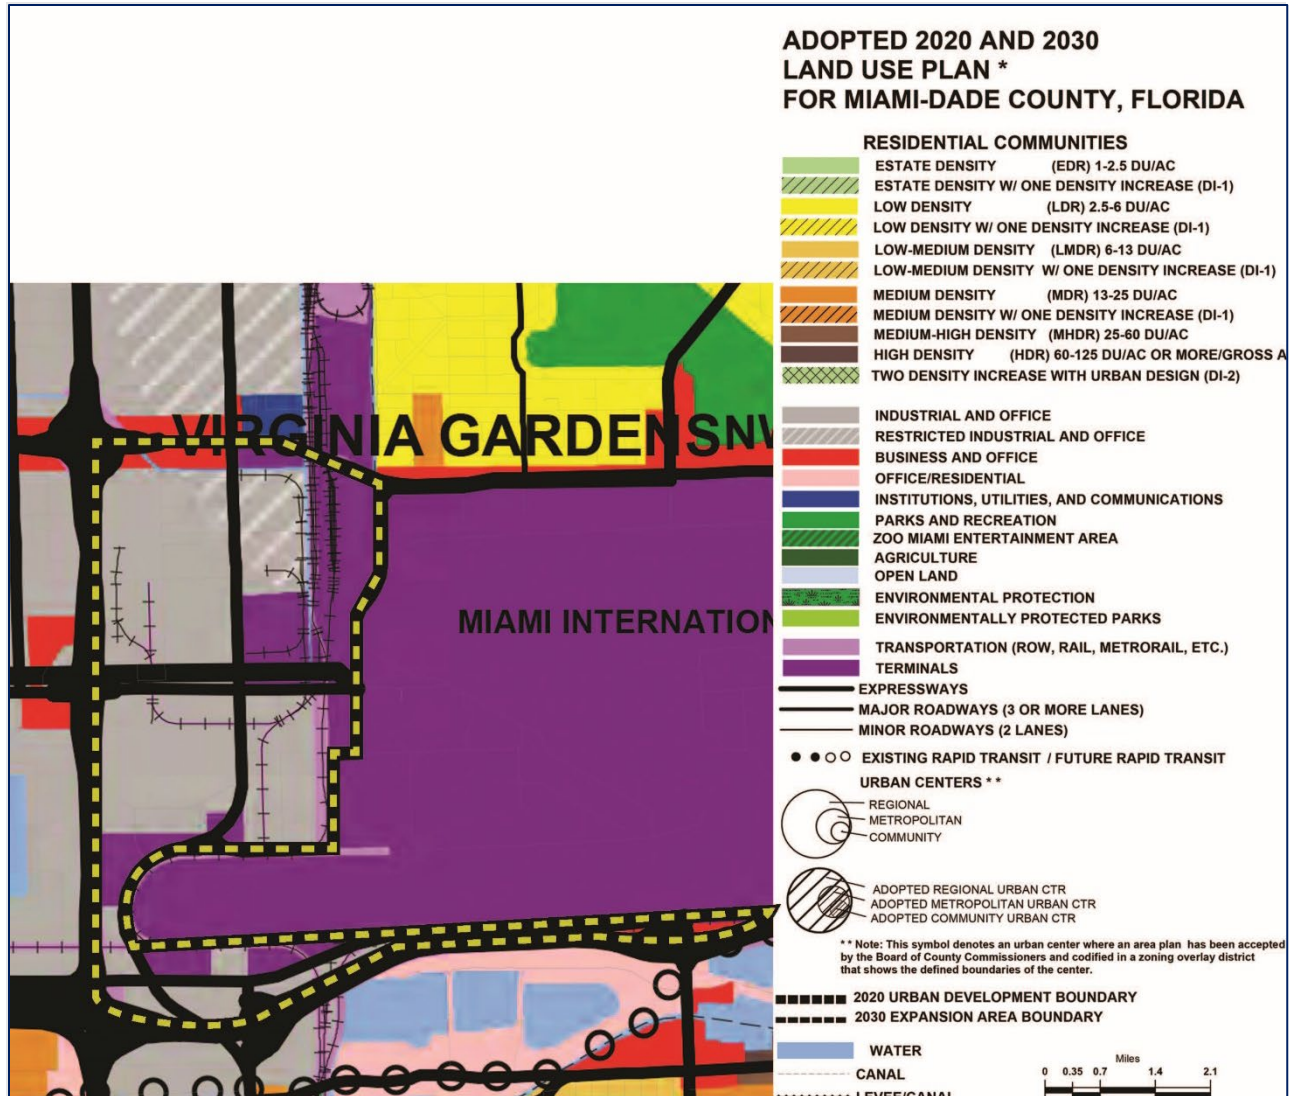 ADOPTED 2020 AND 2030
LAND USE PLAN *
FOR MIAMI-DADE COUNTY, FLORIDA
RESIDENTIAL COMMUNITIES
ESTATE DENSITY (EDR) 1-2.5 DU/AC
ESTATE DENSITY W/ ONE DENSITY INCREASE (DI-1)
LOW DENSITY (LDR) 2.5-6 DU/AC
LOW DENSITY W/ ONE DENSITY INCREASE (DI-1)
LOW-MEDIUM DENSITY (LMDR) 6-13 DU/AC
LOW-MEDIUM DENSITY W/ ONE DENSITY INCREASE (DI-1)
MEDIUM DENSITY (MDR) 13-25 DU/AC
MEDIUM DENSITY W/ ONE DENSITY INCREASE (DI-1)
MEDIUM-HIGH DENSITY (MHDR) 25-60 DU/AC
HIGH DENSITY (HDR) 60-125 DU/AC OR MORE/GROSS A
TWO DENSITY INCREASE WITH URBAN DESIGN (DI-2)
INDUSTRIAL AND OFFICE
RESTRICTED INDUSTRIAL AND OFFICE
BUSINESS AND OFFICE
OFFICE/RESIDENTIAL
INSTITUTIONS, UTILITIES, AND COMMUNICATIONS
PARKS AND RECREATION
ZOO MIAMI ENTERTAINMENT AREA
AGRICULTURE
OPEN LAND
ENVIRONMENTAL PROTECTION
ENVIRONMENTALLY PROTECTED PARKS
TRANSPORTATION (ROW, RAIL, METRORAIL, ETC.)
TERMINALS
EXPRESSWAYS
MAJOR ROADWAYS (3 OR MORE LANES)
MINOR ROADWAYS (2 LANES)
EXISTING RAPID TRANSIT / FUTURE RAPID TRANSIT
URBAN CENTERS * *
REGIONAL
METROPOLITAN
COMMUNITY
ADOPTED REGIONAL URBAN CTR
ADOPTED METROPOLITAN URBAN CTR
ADOPTED COMMUNITY URBAN CTR
* * Note: This symbol denotes an urban center where an area plan has been accepted
by the Board of County Commissioners and codified in a zoning overlay district
that shows the defined boundaries of the center.
2020 URBAN DEVELOPMENT BOUNDARY
2030 EXPANSION AREA BOUNDARY
WATER
CANAL
LEVEE/CANAL
Miles
0 0.35 0.7 1.4 2.1
VIRGINIA GARDENS NW
MIAMI INTERNATION